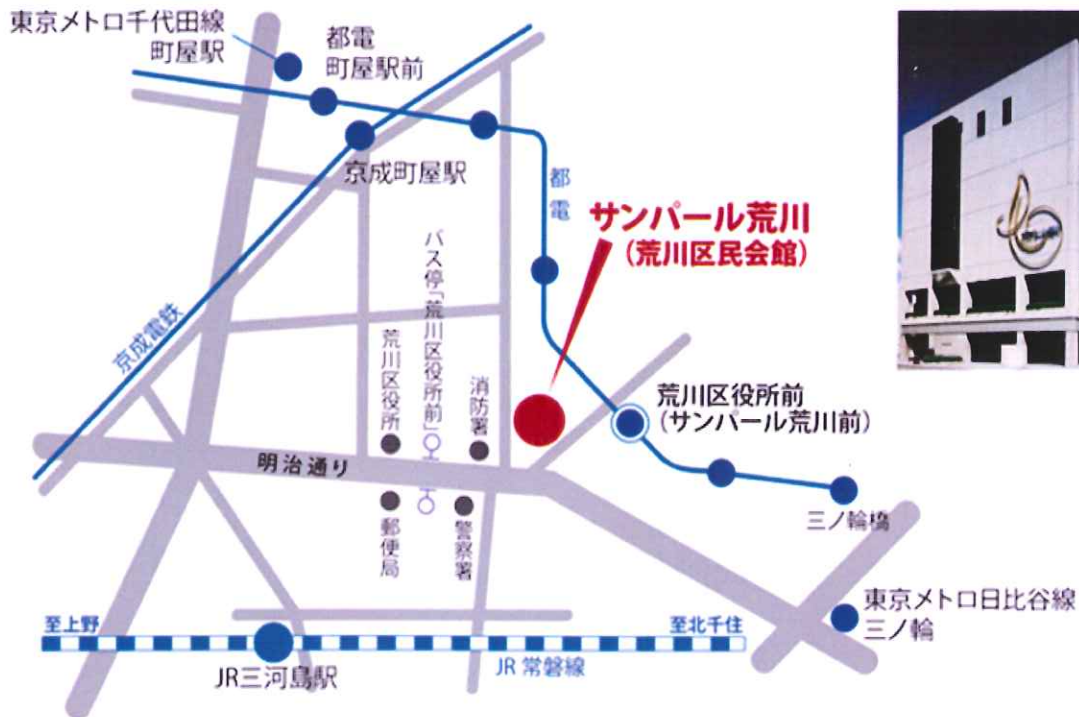 東京メトロ千代田線
町屋駅
都電
町屋駅前
京成町屋駅
都電
サンパール荒川
(荒川区民会館)
京成電鉄
バス停「荒川区役所前」
荒川区役所
消防署
荒川区役所前
(サンパール荒川前)
明治通り
郵便局
警察署
三ノ輪橋
東京メトロ日比谷線
三ノ輪
至上野
至北千住
JR三河島駅
JR 常磐線